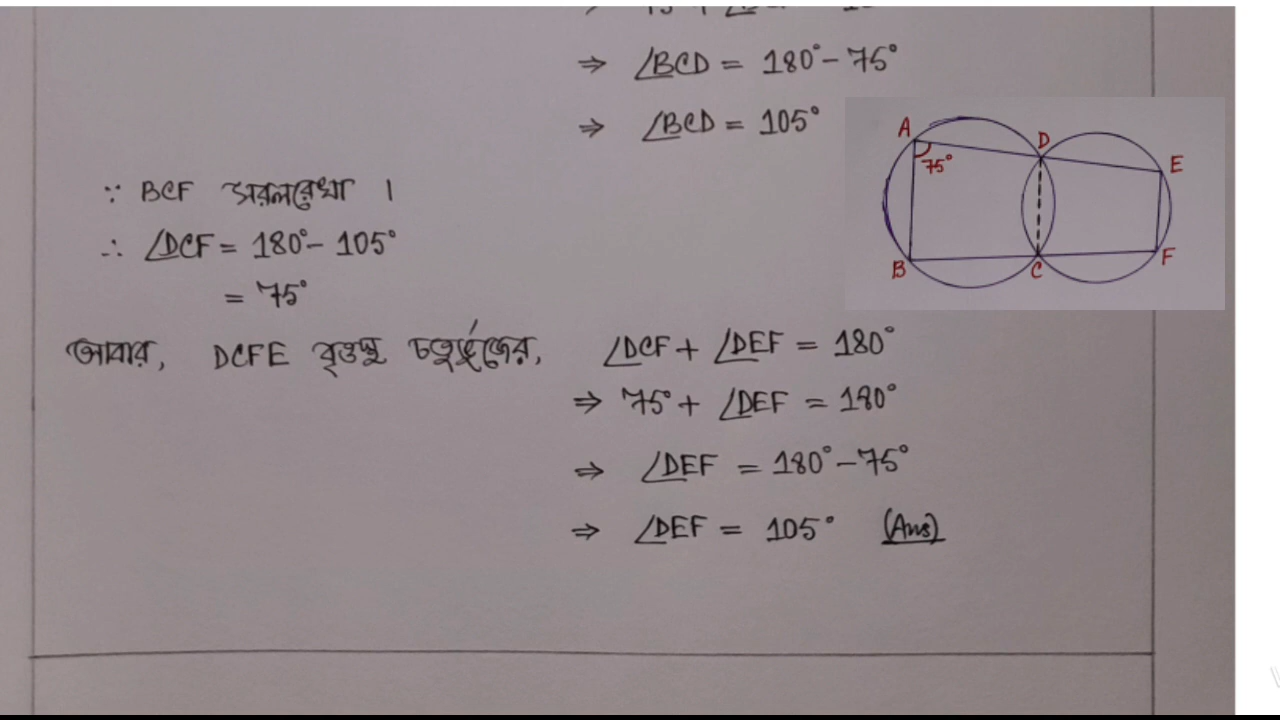 ⇒ ∠BCD = 180° - 75°
⇒ ∠BCD = 105°
∵ BCF সরলরেখা ।
∴ ∠DCF = 180° - 105°
= 75°
আবার, DCFE বৃত্তস্থ চতুর্ভুজের, ∠DCF + ∠DEF = 180°
⇒ 75° + ∠DEF = 180°
⇒ ∠DEF = 180° - 75°
⇒ ∠DEF = 105° (Ans)
A
D
E
75°
B
C
F